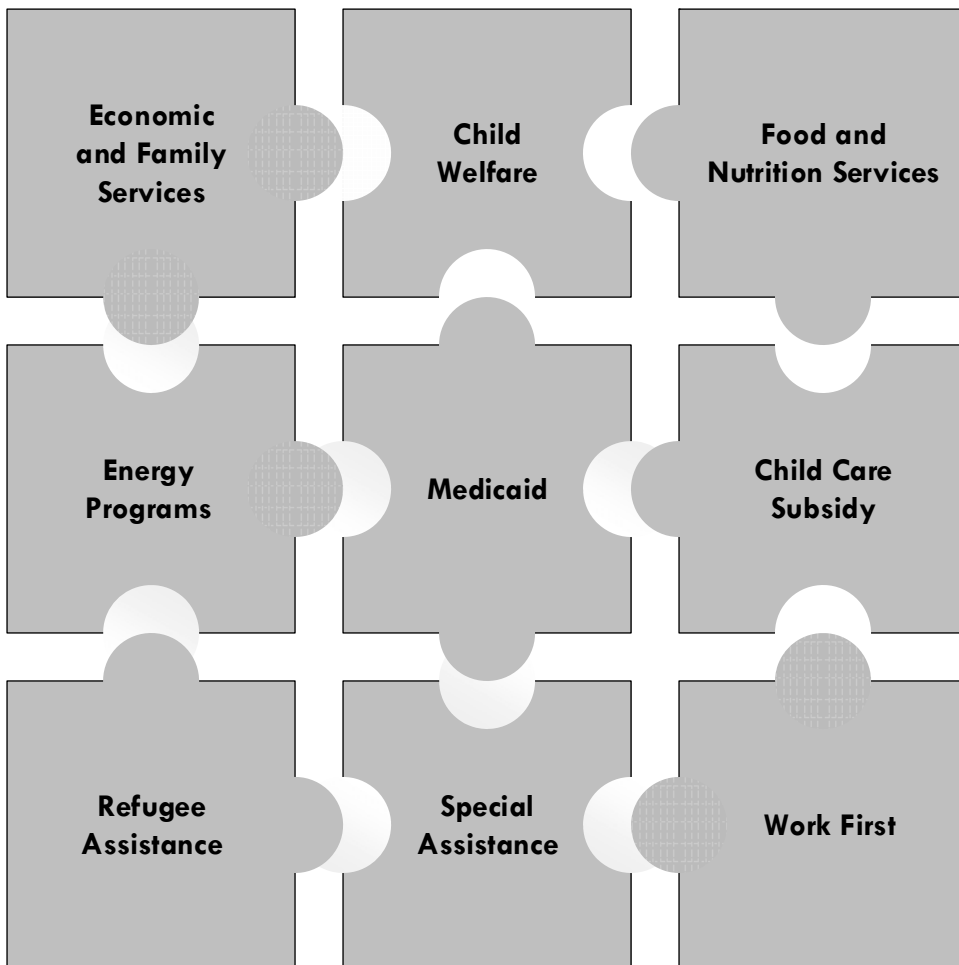 Economic
and Family
Services
Child
Welfare
Food and
Nutrition Services
Energy
Programs
Medicaid
Child Care
Subsidy
Refugee
Assistance
Special
Assistance
Work First